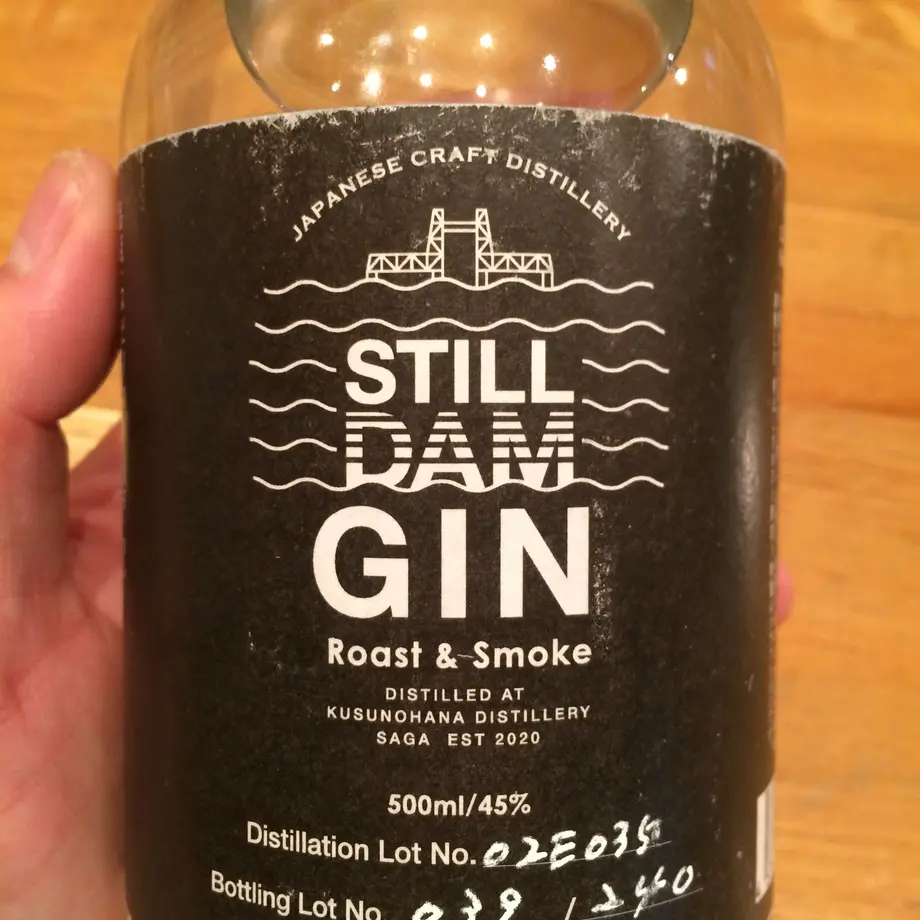 JAPANESE CRAFT DISTILLERY
STILL
DAM
GIN
Roast & Smoke
DISTILLED AT
KUSUNOHANA DISTILLERY
SAGA EST 2020
500ml/45%
Distillation Lot No. 02E035
Bottling Lot No. 039 / 240